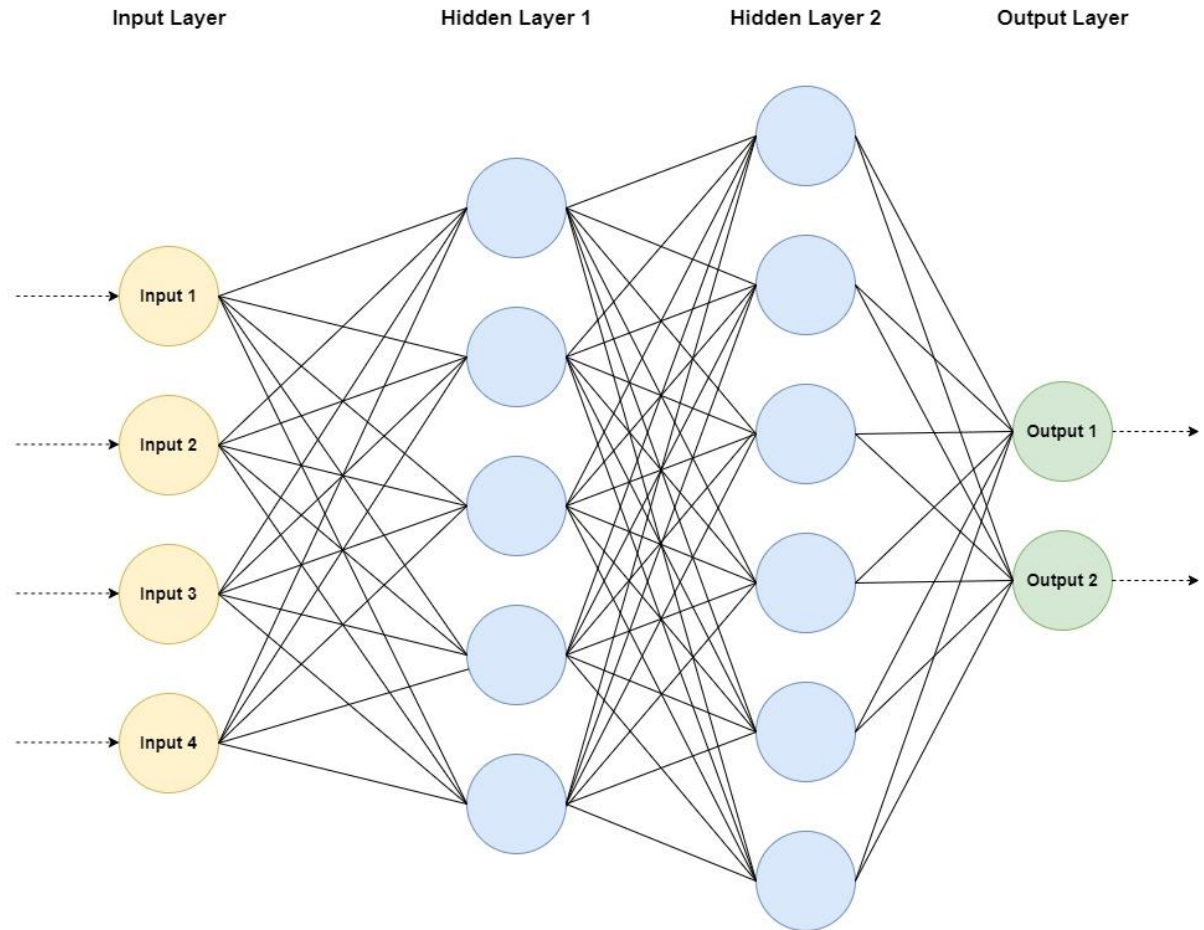 Input Layer
Hidden Layer 1
Hidden Layer 2
Output Layer
Input 1
Input 2
Input 3
Input 4
Output 1
Output 2